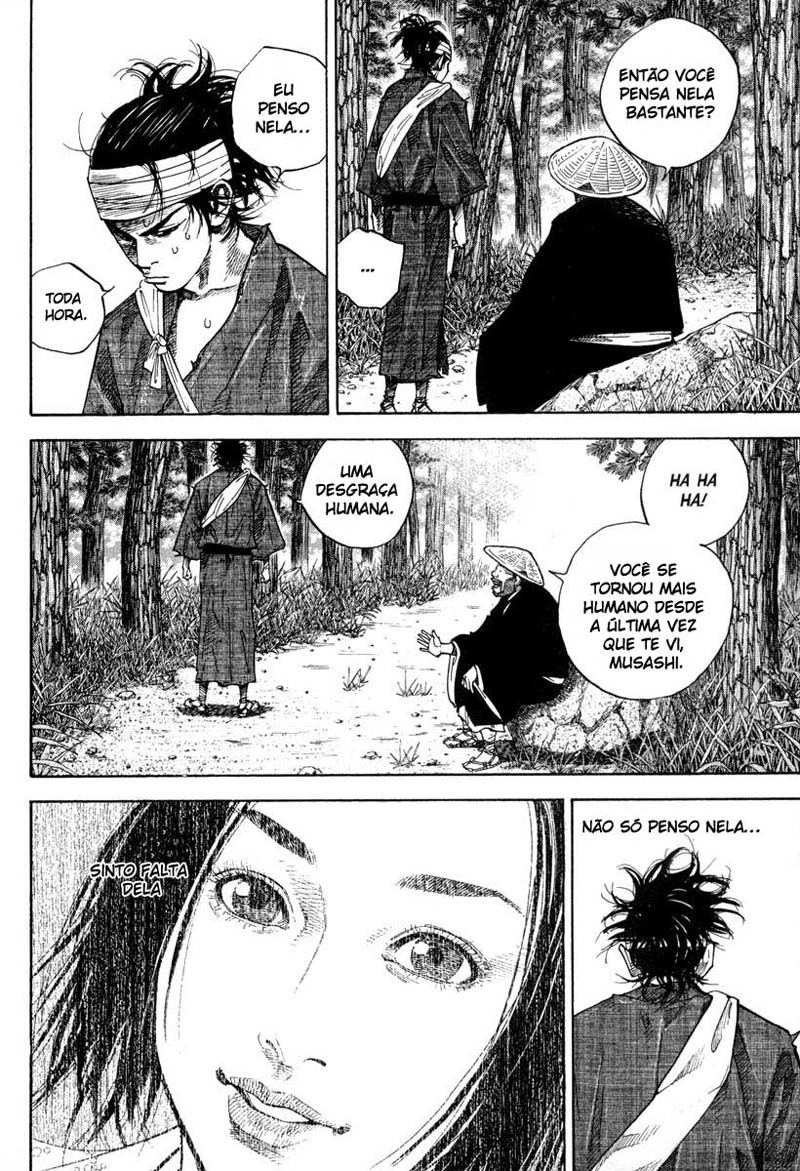 ENTÃO VOCÊ
PENSA NELA
BASTANTE?
...
EU
PENSO
NELA...
TODA
HORA.
HA HA
HA!
VOCÊ SE
TORNOU MAIS
HUMANO DESDE
A ÚLTIMA VEZ
QUE TE VI,
MUSASHI.
UMA
DESGRAÇA
HUMANA.
NÃO SÓ PENSO NELA...
SINTO FALTA
DELA